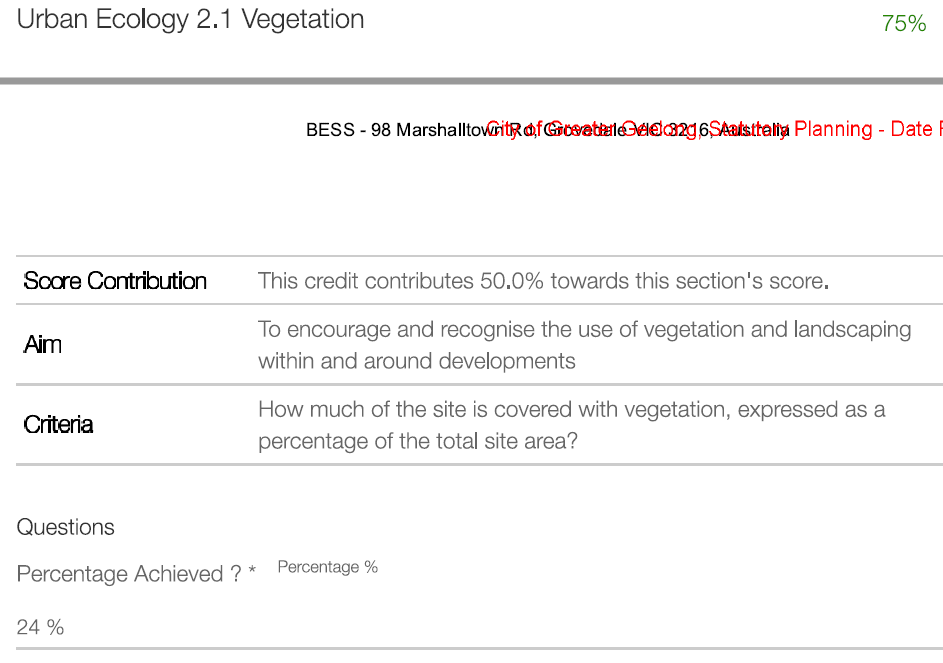 Urban Ecology 2.1 Vegetation 75%
BESS - 98 Marshalltown Rd, Grovedale VIC 3216, Australia
City of Greater Geelong, Statutory Planning - Date
Score Contribution This credit contributes 50.0% towards this section's score.
Aim To encourage and recognise the use of vegetation and landscaping
within and around developments
Criteria How much of the site is covered with vegetation, expressed as a
percentage of the total site area?
Questions
Percentage Achieved ? * Percentage %
24 %